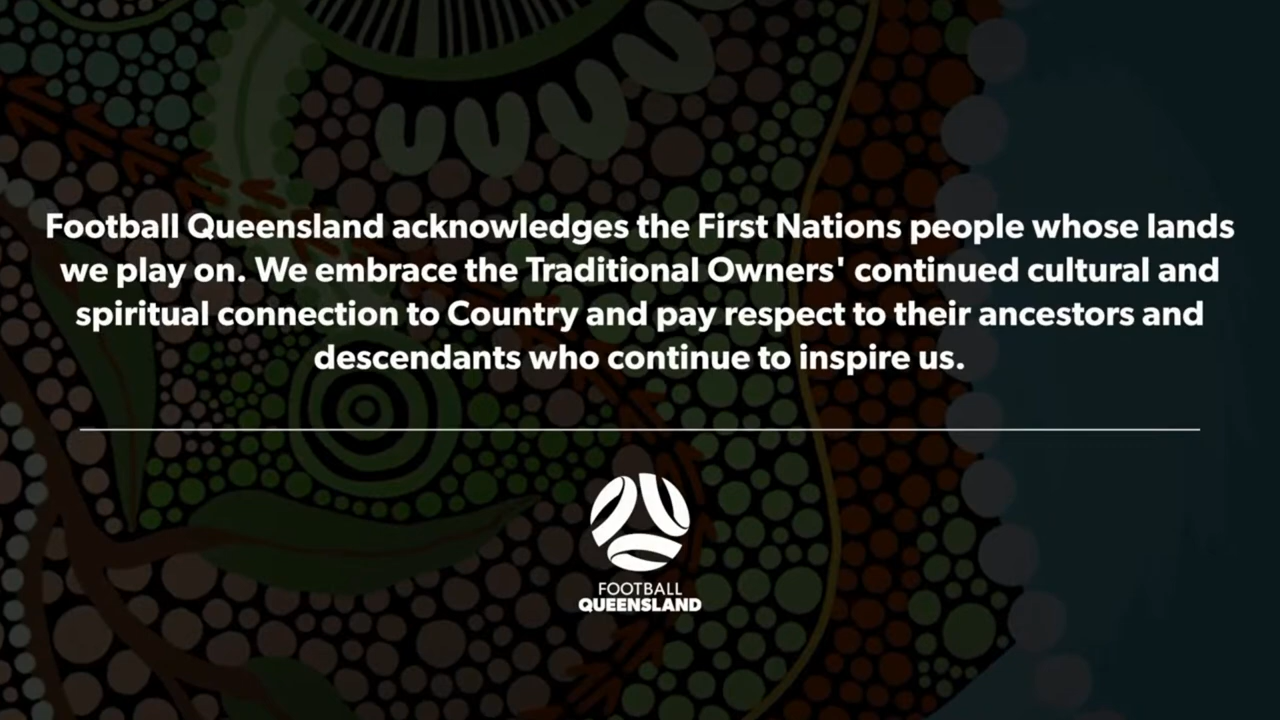 Football Queensland acknowledges the First Nations people whose lands
we play on. We embrace the Traditional Owners' continued cultural and
spiritual connection to Country and pay respect to their ancestors and
descendants who continue to inspire us.
FOOTBALL
QUEENSLAND